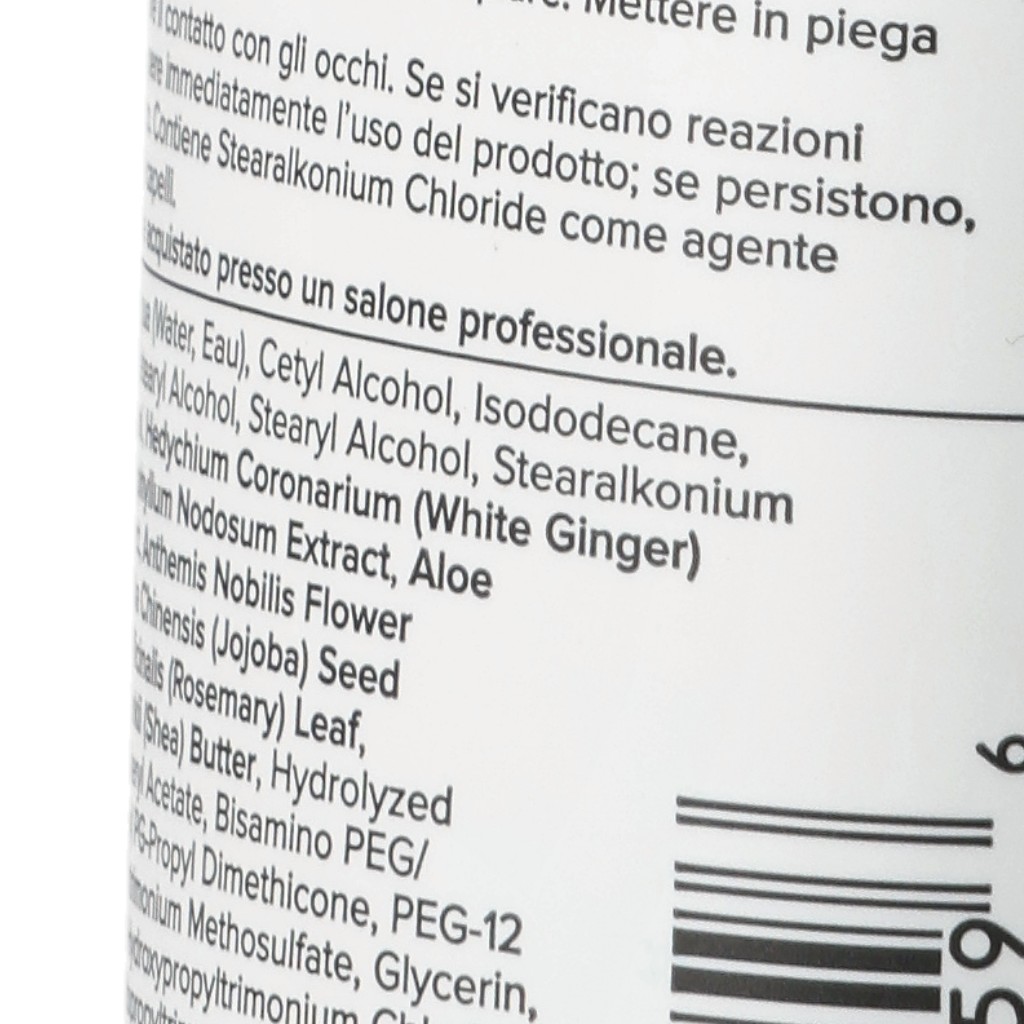 Mettere in piega
contatto con gli occhi. Se si verificano reazioni
immediatamente l'uso del prodotto; se persistono,
Contiene Stearalkonium Chloride come agente
acquistato presso un salone professionale.
(Water, Eau), Cetyl Alcohol, Isododecane,
Alcohol, Stearyl Alcohol, Stearalkonium
Hedychium Coronarium (White Ginger)
Nodosum Extract, Aloe
Anthemis Nobilis Flower
Chinensis (Jojoba) Seed
(Rosemary) Leaf,
(Shea) Butter, Hydrolyzed
Acetate, Bisamino PEG/
PG-Propyl Dimethicone, PEG-12
Methosulfate, Glycerin,
6
59